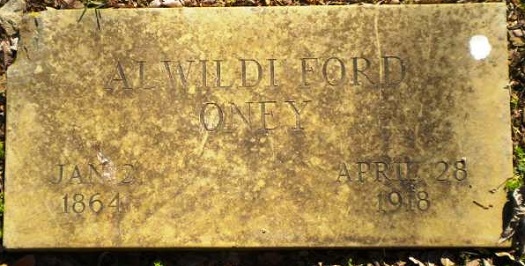 ALWILDI FORD
ONEY
JAN 2 APRIL 28
1864 1918